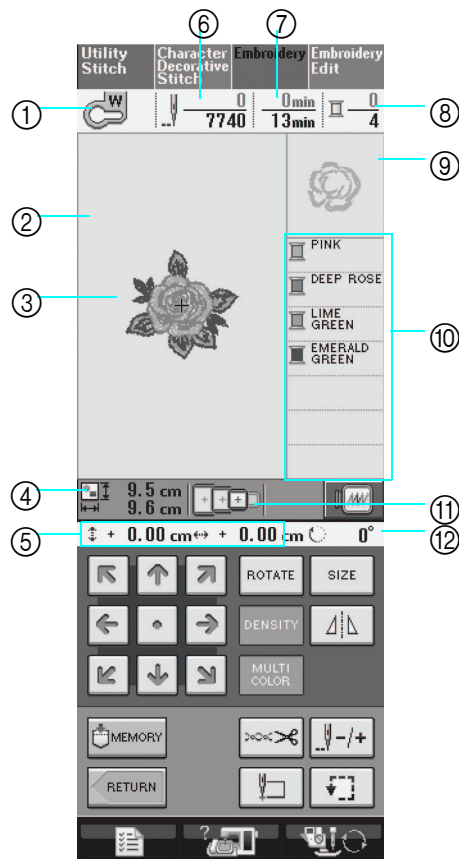 ⑥ ⑦
Utility Stitch
Character Decorative Stitch
Embroidery
Embroidery Edit
① W
0 0min 0 ⑧
7740 13min 4
⑨
②
PINK
DEEP ROSE
③
LIME GREEN
⑩
EMERALD GREEN
④ 9.5 cm
9.6 cm
⑪
⑤ + 0.00 cm + 0.00 cm 0° ⑫
ROTATE SIZE
DENSITY
MULTI COLOR
MEMORY -/+
RETURN
?